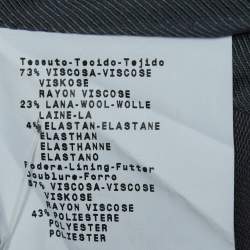 Tessuto-Tecido-Tejido
73% VISCOSA-VISCOSE
VISKOSE
RAYON VISCOSE
23% LANA-WOOL-WOLLE
LAINE-LA
4% ELASTAN-ELASTANE
ELASTHAN
ELASTHANNE
ELASTANO
Fodera-Lining-Futter
Doublure-Forro
57% VISCOSA-VISCOSE
VISKOSE
RAYON VISCOSE
43% POLIESTERE
POLYESTER
POLIESTER